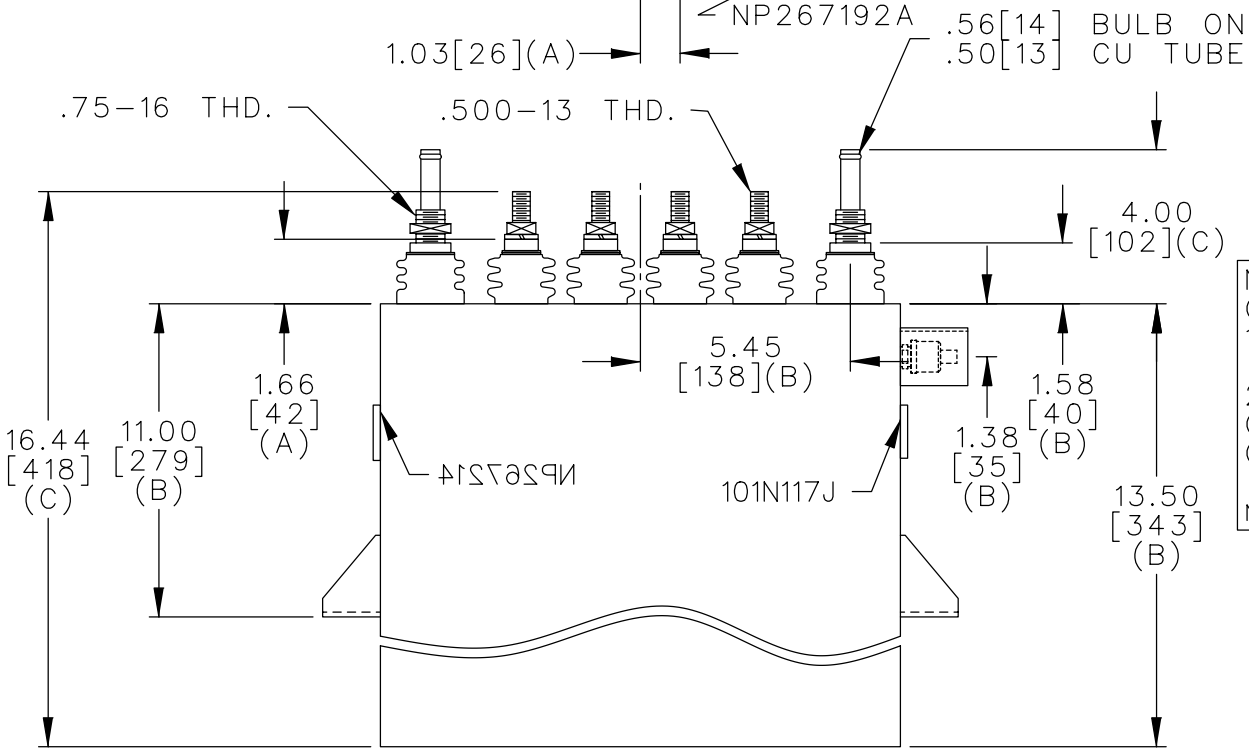 NP267192A
.56[14] BULB ON
.50[13] CU TUBE
1.03[26](A)
.75-16 THD.
.500-13 THD.
4.00
[102](C)
5.45
[138](B)
1.66
[42]
(A)
1.58
[40]
(B)
16.44
[418]
(C)
11.00
[279]
(B)
1.38
[35]
(B)
NP267214
101N117J
13.50
[343]
(B)